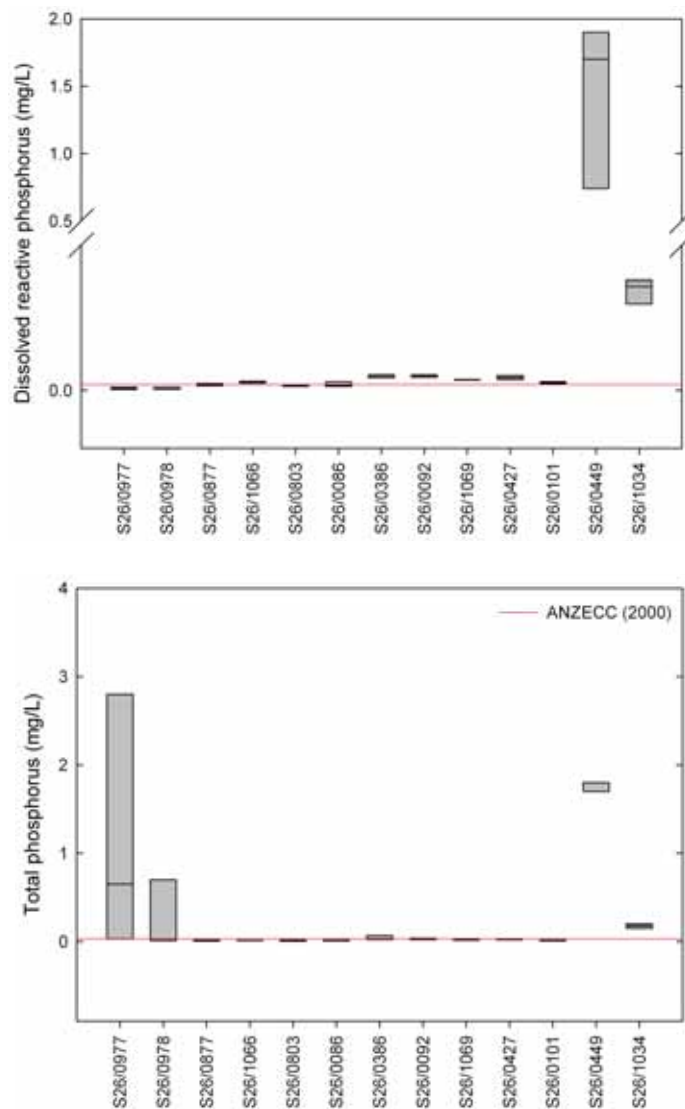 Dissolved reactive phosphorus (mg/L)
2.0
1.5
1.0
0.5
0.0
S26/0977
S26/0978
S26/0877
S26/1066
S26/0803
S26/0086
S26/0386
S26/0092
S26/1069
S26/0427
S26/0101
S26/0449
S26/1034
Total phosphorus (mg/L)
4
3
2
1
0
ANZECC (2000)
S26/0977
S26/0978
S26/0877
S26/1066
S26/0803
S26/0086
S26/0386
S26/0092
S26/1069
S26/0427
S26/0101
S26/0449
S26/1034